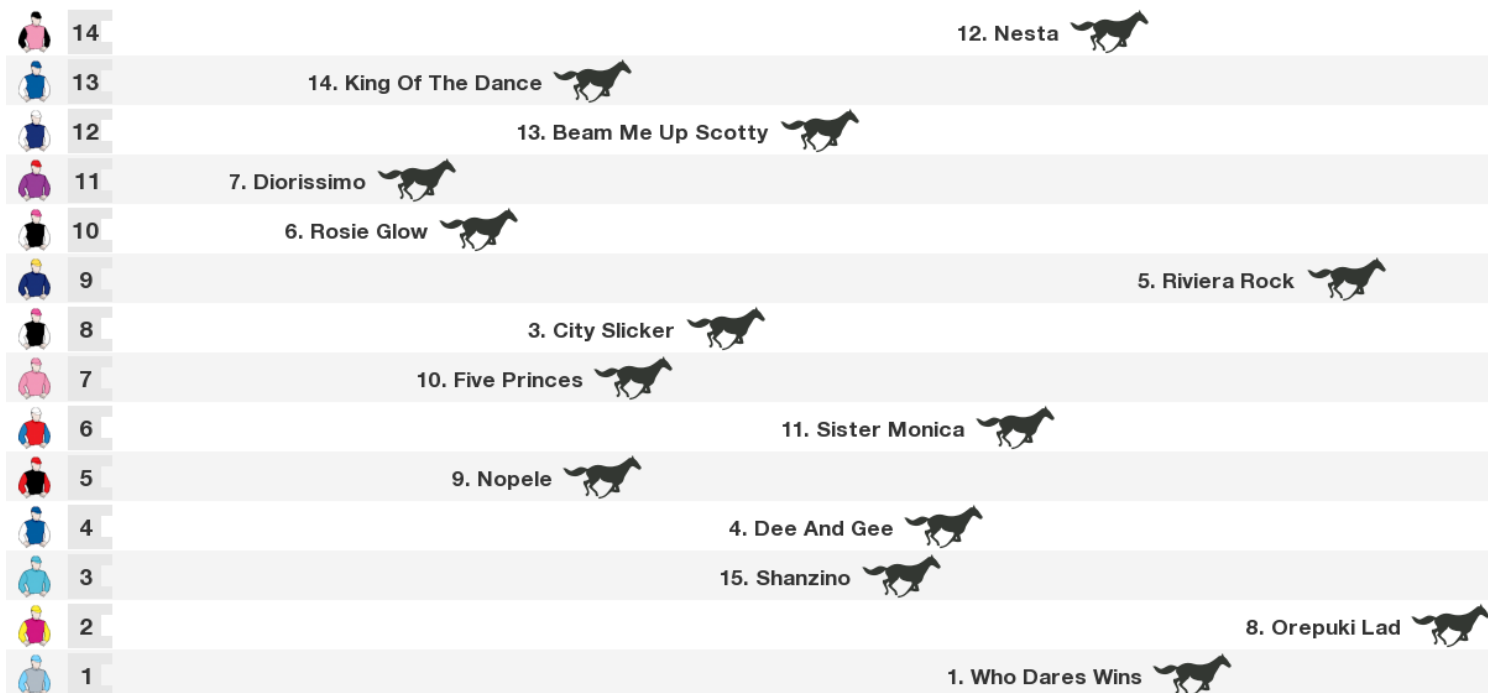 14 12. Nesta
13 14. King Of The Dance
12 13. Beam Me Up Scotty
11 7. Diorissimo
10 6. Rosie Glow
9 5. Riviera Rock
8 3. City Slicker
7 10. Five Princes
6 11. Sister Monica
5 9. Nopele
4 4. Dee And Gee
3 15. Shanzino
2 8. Orepuki Lad
1 1. Who Dares Wins